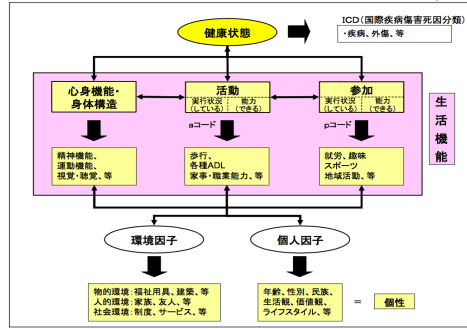 健康状態
ICD(国際疾病傷害死因分類)
・疾病、外傷、等
心身機能・
身体構造
活動
実行状況
(している)
能力
(できる)
参加
実行状況
(している)
能力
(できる)
生活機能
aコード
pコード
精神機能、
運動機能、
視覚・聴覚、等
歩行、
各種ADL
家事・職業能力、等
就労、趣味
スポーツ
地域活動、等
環境因子
個人因子
物的環境:福祉用具、建築、等
人的環境:家族、友人、等
社会環境:制度、サービス、等
年齢、性別、民族、
生活観、価値観、
ライフスタイル、等
=
個性